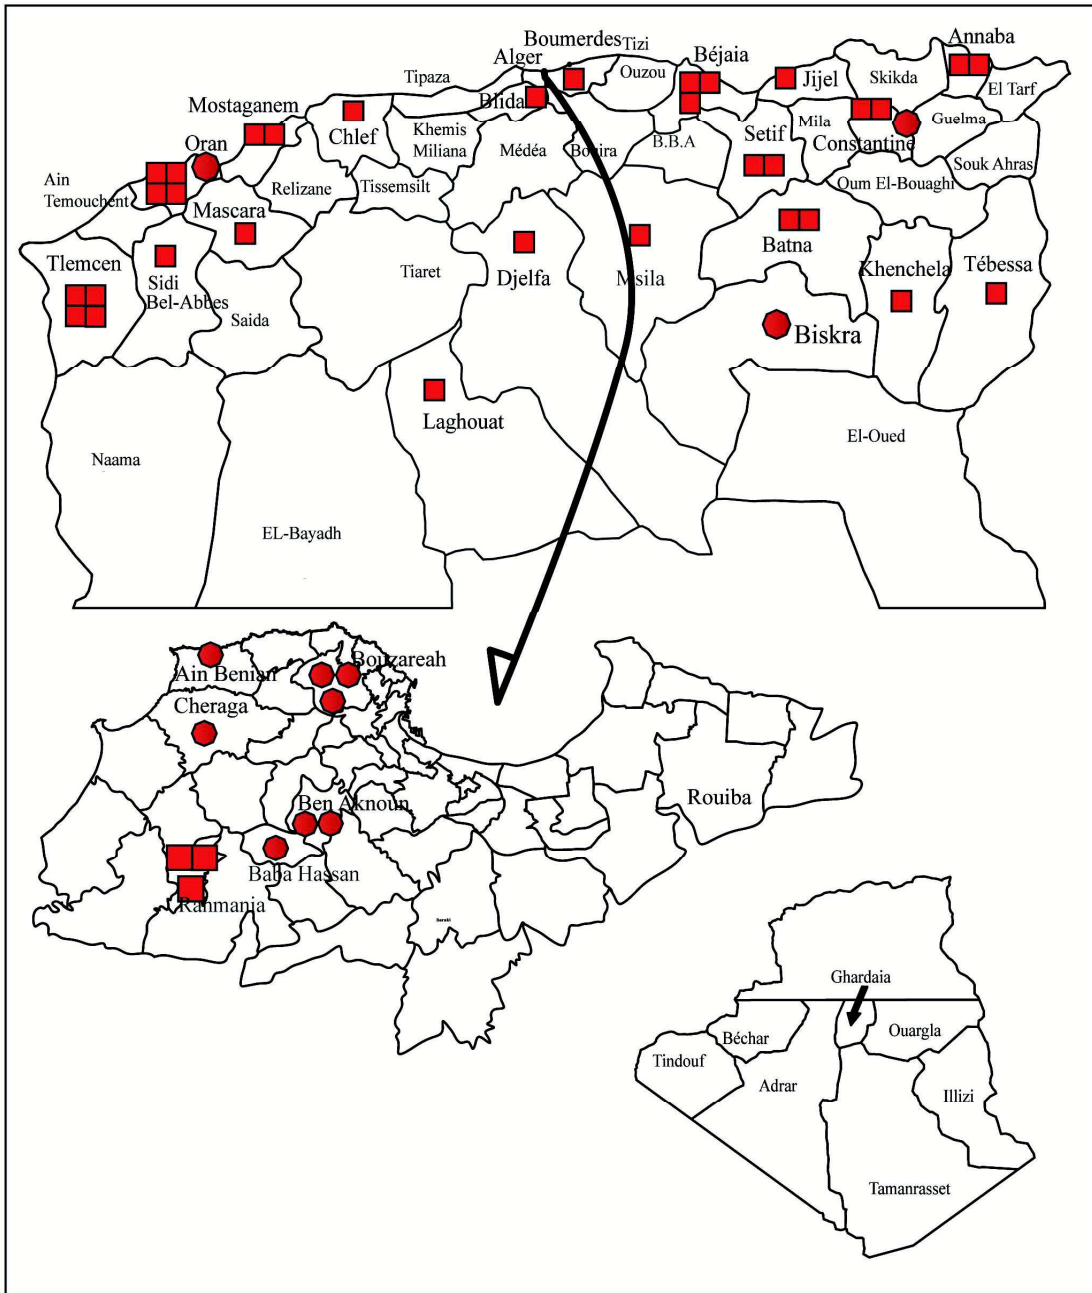 Boumerdes
Tizi
Ouzou
Alger
Béjaia
Annaba
Tipaza
Jijel
Skikda
El Tarf
Mostaganem
Blida
Chlef
Khemis
Miliana
Médéa
Bouira
B.B.A
Setif
Mila
Constantine
Guelma
Oran
Souk Ahras
Ain
Temouchent
Relizane
Tissemsilt
Oum El-Bouaghr
Mascara
Batna
Tlemcen
Sidi
Bel-Abbes
Saida
Tiaret
Djelfa
Msila
Khenchela
Tébessa
Biskra
Laghouat
El-Oued
Naama
EL-Bayadh
Ain Benian
Bouzareah
Cheraga
Ben Aknoun
Rouiba
Baba Hassan
Rahmania
Baraki
Ghardaia
Béchar
Ouargla
Tindouf
Adrar
Illizi
Tamanrasset